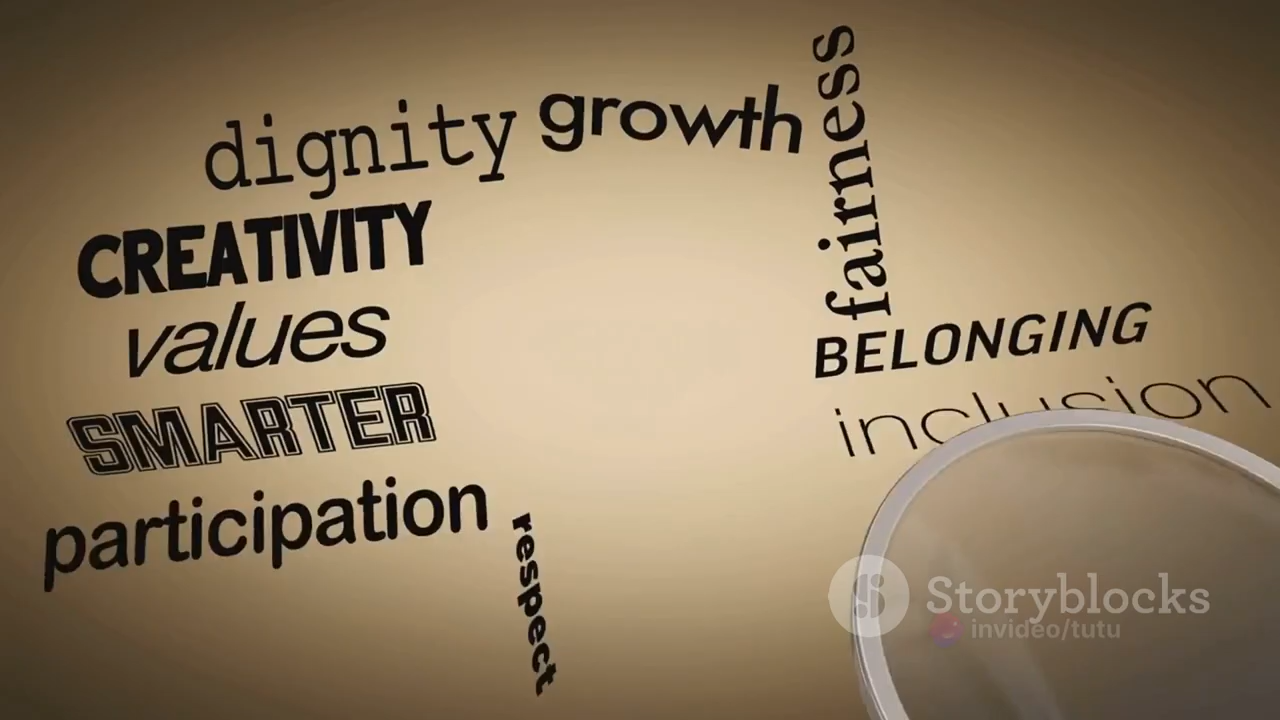 dignity
growth
fairness
CREATIVITY
values
SMARTER
participation
respect
BELONGING
inclusion
Storyblocks
invideo/tutu